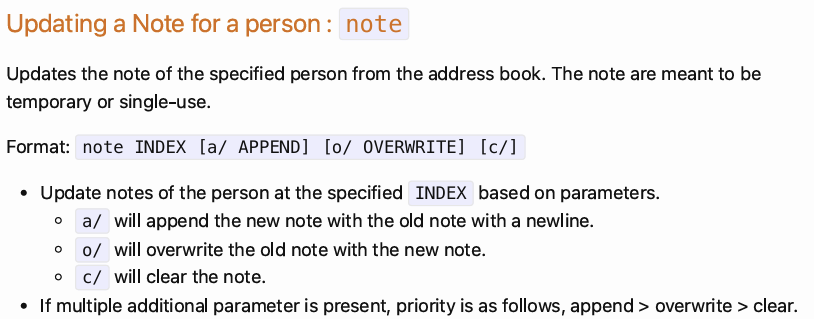 Updating a Note for a person : note
Updates the note of the specified person from the address book. The note are meant to be
temporary or single-use.
Format: note INDEX [a/ APPEND] [o/ OVERWRITE] [c/]
• Update notes of the person at the specified INDEX based on parameters.
◦ a/ will append the new note with the old note with a newline.
◦ o/ will overwrite the old note with the new note.
◦ c/ will clear the note.
• If multiple additional parameter is present, priority is as follows, append > overwrite > clear.